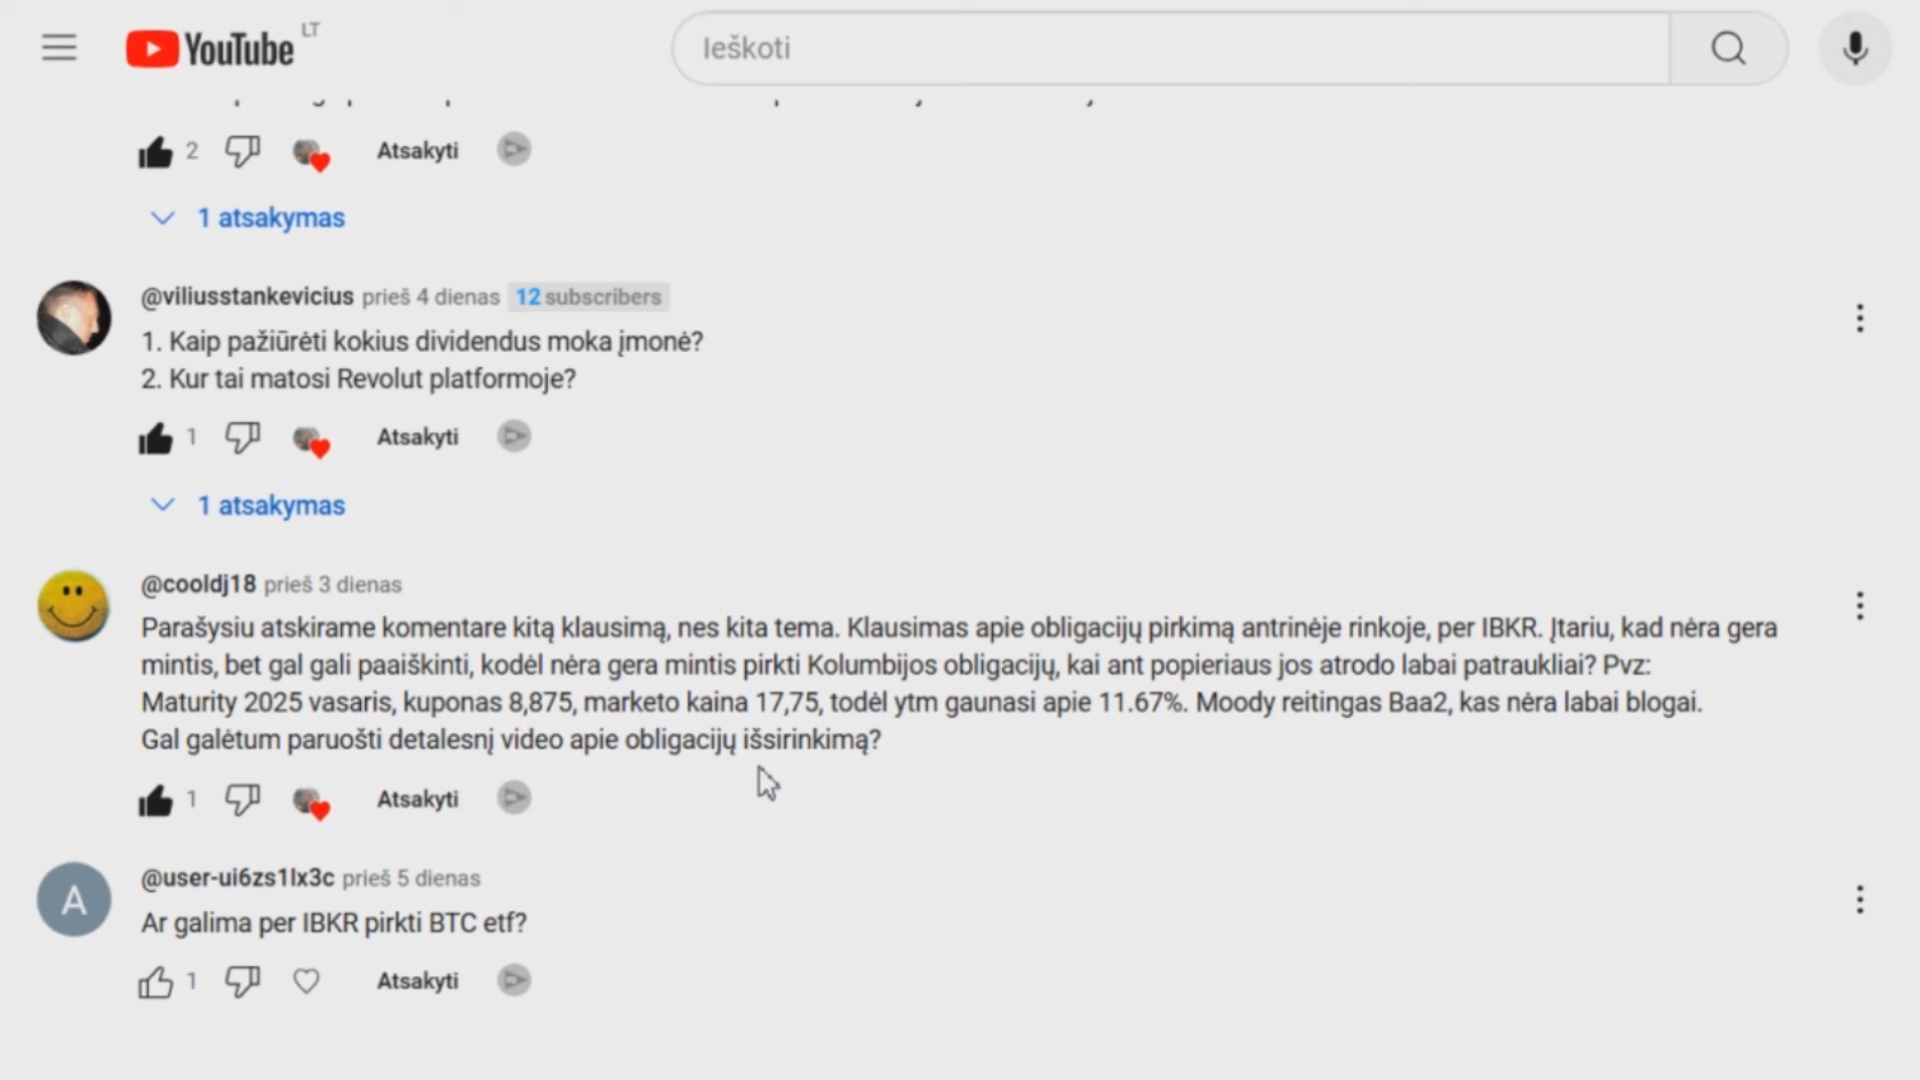 YouTube LT
Ieškoti
2 Atsakyti
1 atsakymas
@viliusstankevicius prieš 4 dienas 12 subscribers
1. Kaip pažiūrėti kokius dividendus moka įmonė?
2. Kur tai matosi Revolut platformoje?
1 Atsakyti
1 atsakymas
@cooldj18 prieš 3 dienas
Parašysiu atskirame komentare kitą klausimą, nes kita tema. Klausimas apie obligacijų pirkimą antrinėje rinkoje, per IBKR. Įtariu, kad nėra gera
mintis, bet gal gali paaiškinti, kodėl nėra gera mintis pirkti Kolumbijos obligacijų, kai ant popieriaus jos atrodo labai patraukliai? Pvz:
Maturity 2025 vasaris, kuponas 8,875, marketo kaina 17,75, todėl ytm gaunasi apie 11.67%. Moody reitingas Baa2, kas nėra labai blogai.
Gal galėtum paruošti detalesnį video apie obligacijų išsirinkimą?
1 Atsakyti
A
@user-ui6zs1lx3c prieš 5 dienas
Ar galima per IBKR pirkti BTC etf?
1 Atsakyti